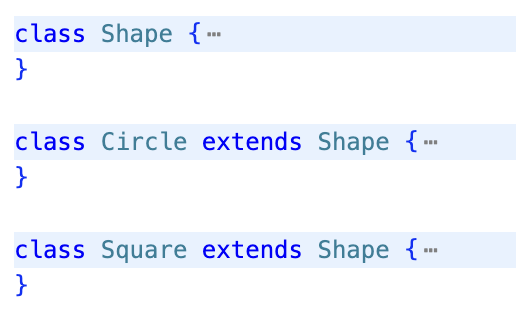 class Shape {⋯
}
class Circle extends Shape {⋯
}
class Square extends Shape {⋯
}